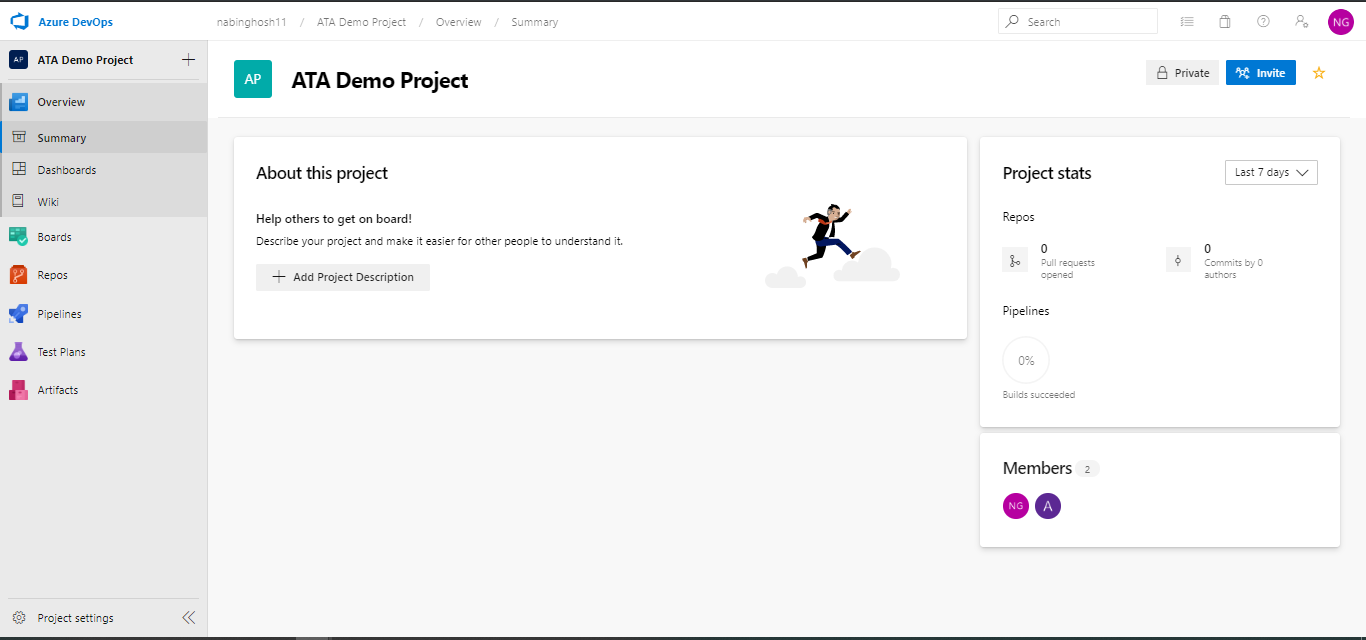 Azure DevOps
nabinghosh11 / ATA Demo Project / Overview / Summary
Search
NG
AP ATA Demo Project
Overview
Summary
Dashboards
Wiki
Boards
Repos
Pipelines
Test Plans
Artifacts
Project settings
AP ATA Demo Project
Private
Invite
About this project
Help others to get on board!
Describe your project and make it easier for other people to understand it.
Add Project Description
Project stats
Last 7 days
Repos
0
Pull requests
opened
0
Commits by 0
authors
Pipelines
0%
Builds succeeded
Members 2
NG A